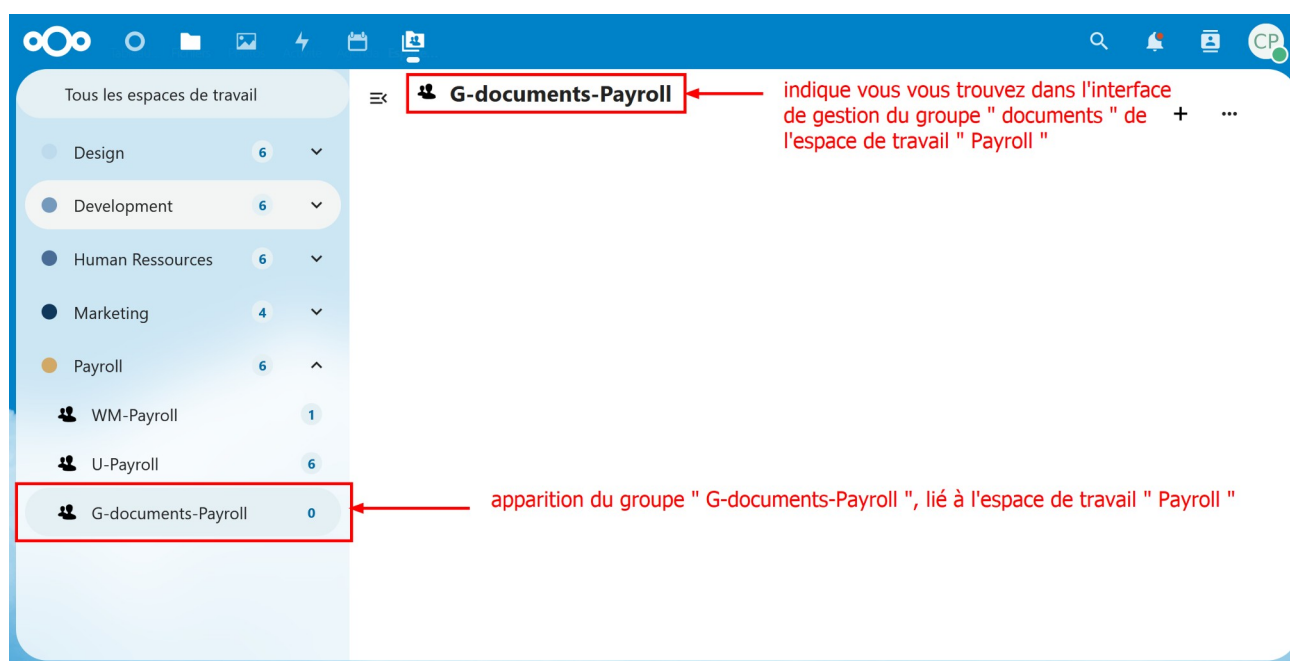 CP
Tous les espaces de travail
G-documents-Payroll
indique vous vous trouvez dans l'interface
de gestion du groupe " documents " de
l'espace de travail " Payroll "
Design 6
Development 6
Human Ressources 6
Marketing 4
Payroll 6
WM-Payroll 1
U-Payroll 6
G-documents-Payroll 0
apparition du groupe " G-documents-Payroll ", lié à l'espace de travail " Payroll "